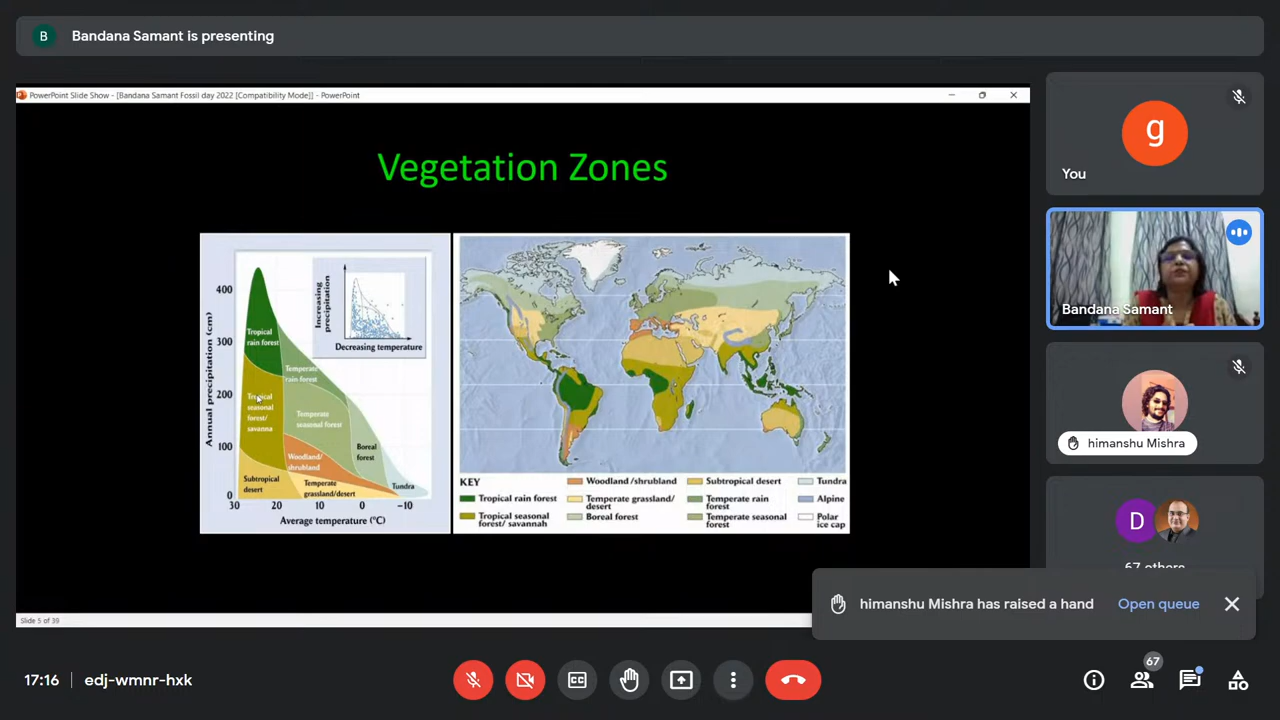 B
Bandana Samant is presenting
PowerPoint Slide Show - [Bandana Samant Fossil day 2022 [Compatibility Mode]] - PowerPoint
Vegetation Zones
Annual precipitation (cm)
400
300
200
100
0
Tropical
rain forest
Temperate
rain forest
Tropical
seasonal
forest/
savanna
Temperate
seasonal forest
Woodland/
shrubland
Boreal
forest
Subtropical
desert
Temperate
grassland/desert
Tundra
30 20 10 0 -10
Average temperature (°C)
Increasing
precipitation
Decreasing temperature
KEY
Tropical rain forest
Tropical seasonal
forest/ savannah
Woodland /shrubland
Temperate grassland/
desert
Boreal forest
Subtropical desert
Temperate rain
forest
Temperate seasonal
forest
Tundra
Alpine
Polar
ice cap
Slide 5 of 39
g
You
Bandana Samant
himanshu Mishra
D
67 others
himanshu Mishra has raised a hand
Open queue
17:16
edj-wmnr-hxk
67